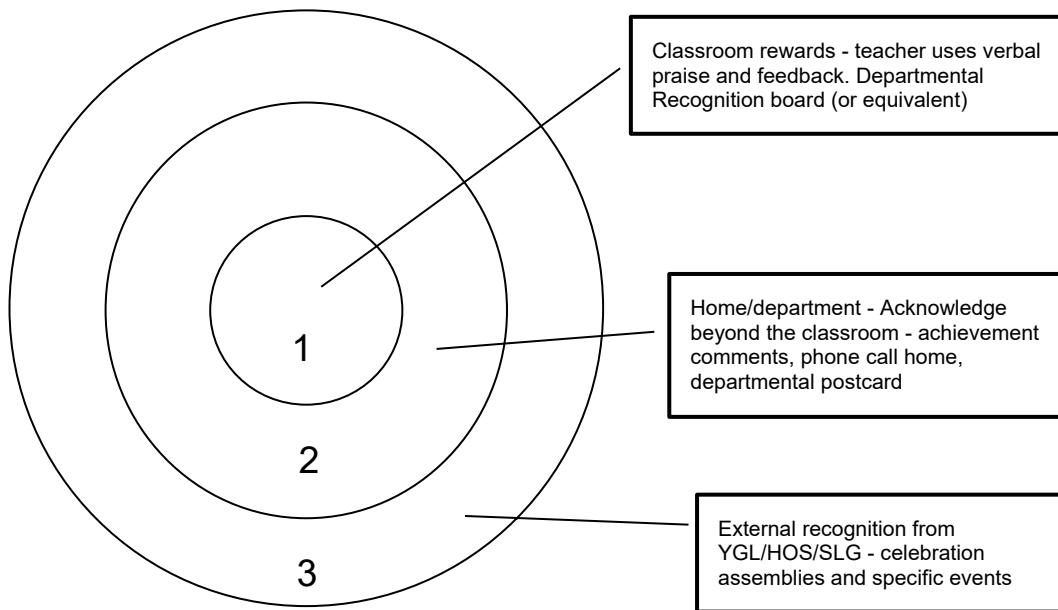 Classroom rewards - teacher uses verbal
praise and feedback. Departmental
Recognition board (or equivalent)
Home/department - Acknowledge
beyond the classroom - achievement
comments, phone call home,
departmental postcard
1
2
External recognition from
YGL/HOS/SLG - celebration
assemblies and specific events
3